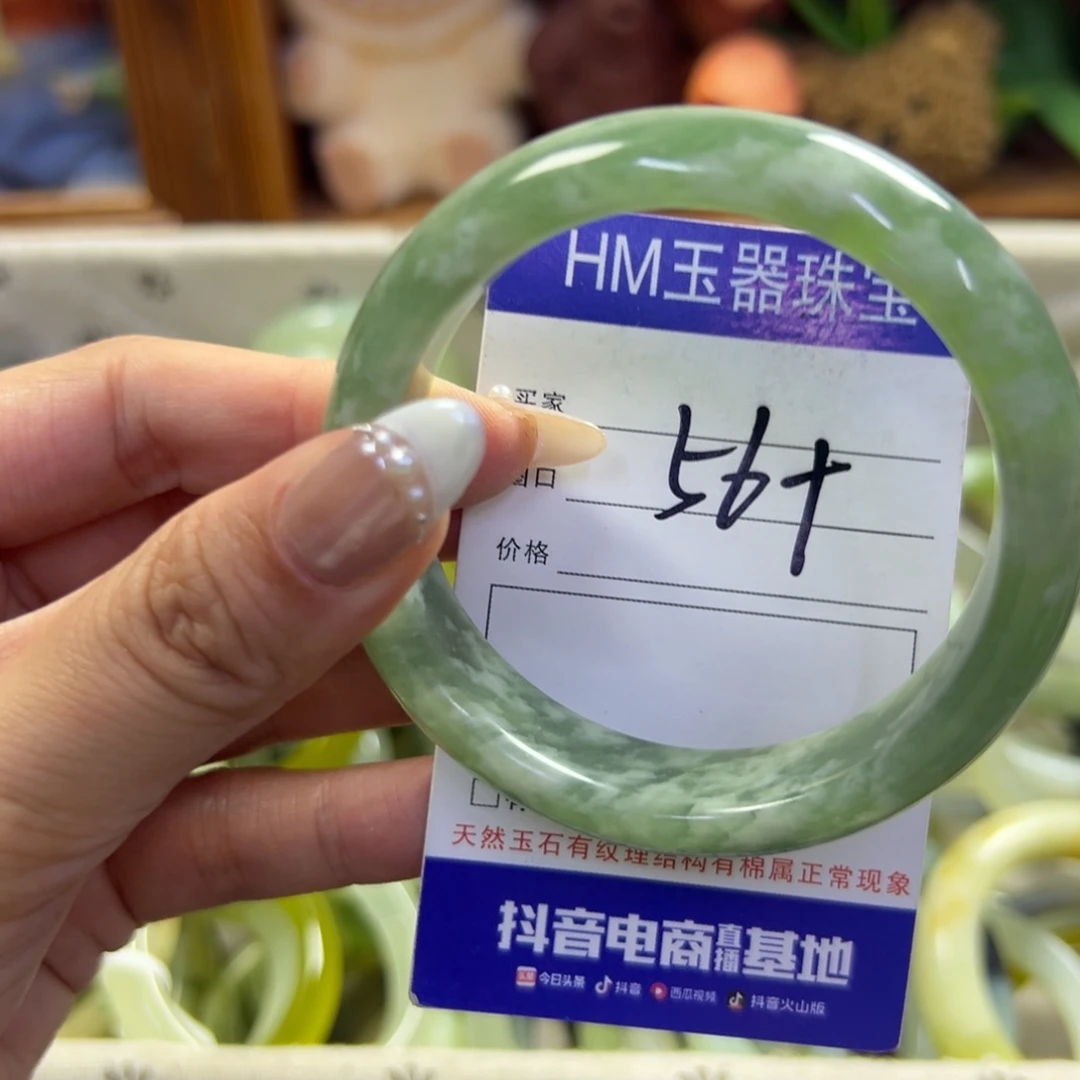 HM玉器珠宝
买家
窗口
56+
价格
天然玉石有纹理结构有棉属正常现象
抖音电商直播基地
今日头条 抖音 西瓜视频 抖音火山版